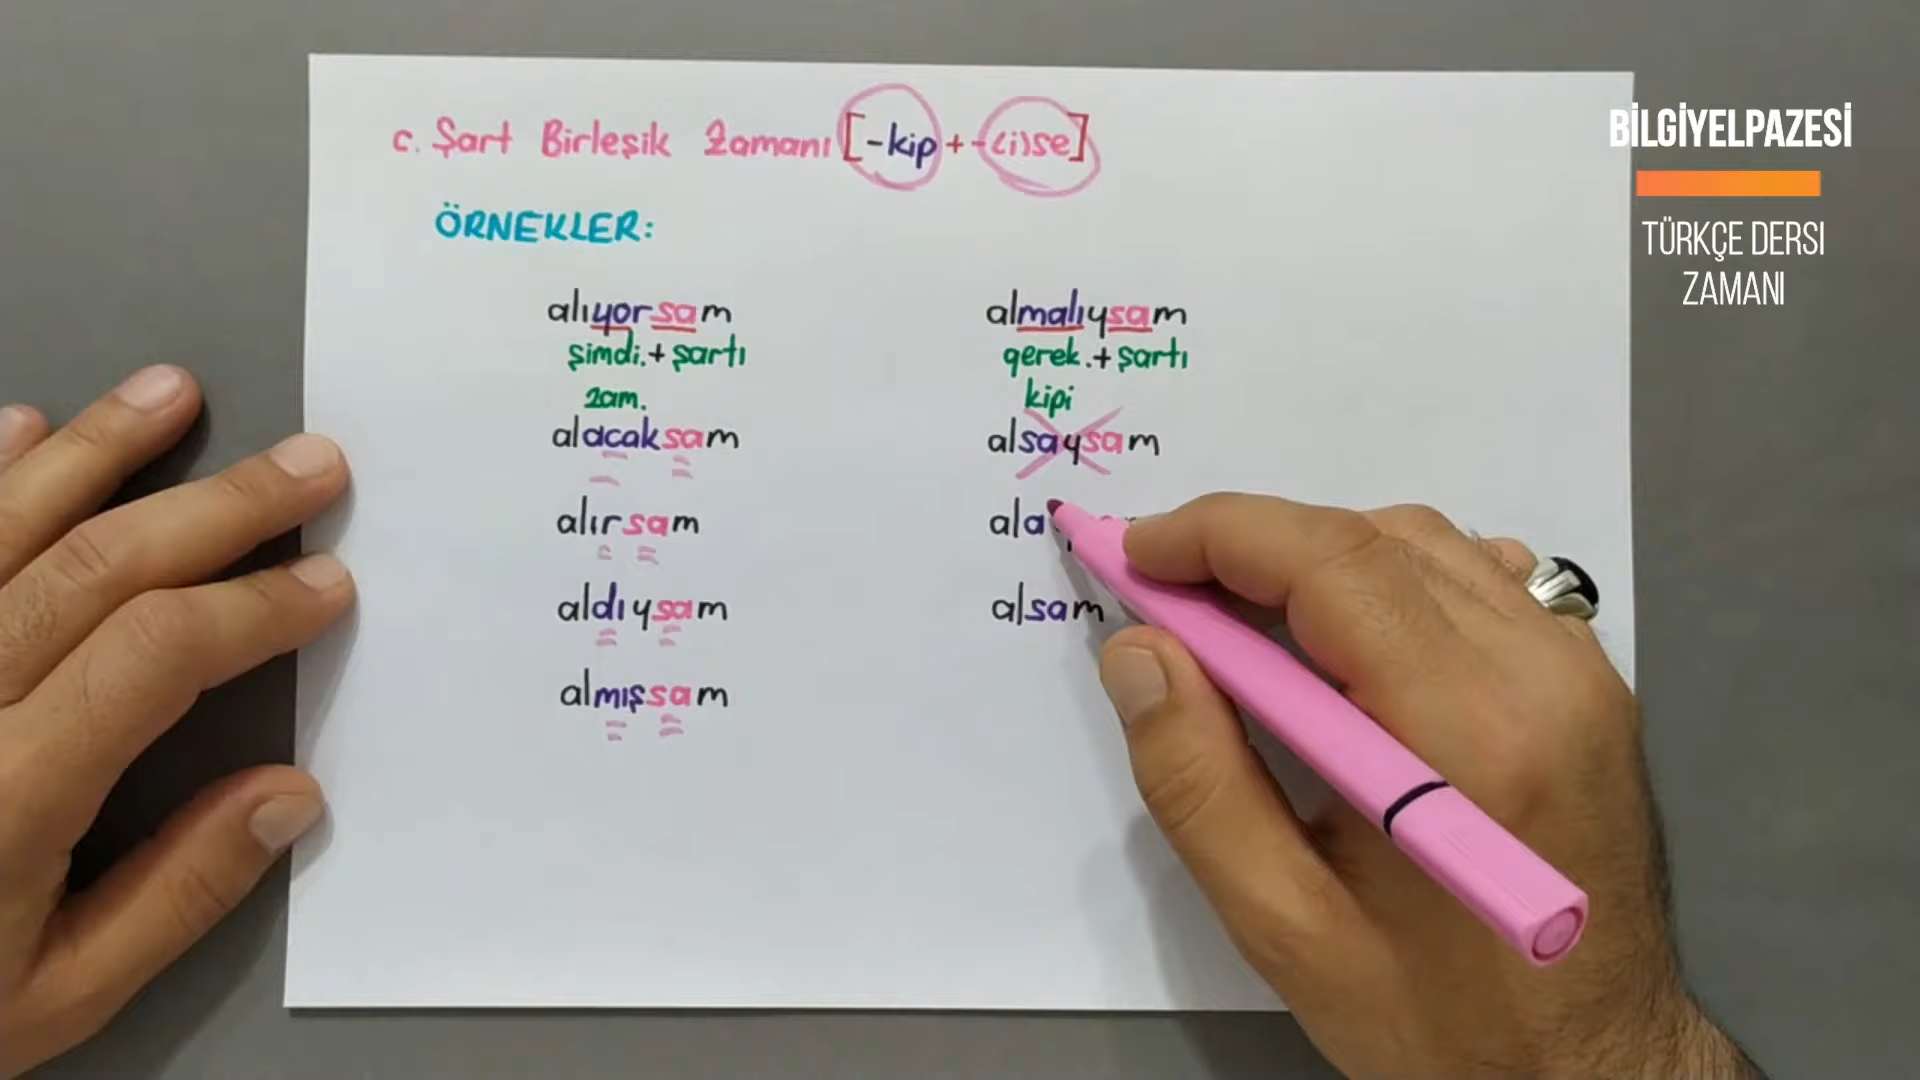 c. Şart Birleşik Zamanı [-kip + -(i)se]
ÖRNEKLER:
alıyorsam
şimdi. + şartı
zam.
alacaksam
alırsam
aldıysam
almışsam
almalıysam
gerek. + şartı
kipi
alsaysam
alsam
BİLGİYELPAZESİ
TÜRKÇE DERSI
ZAMANI